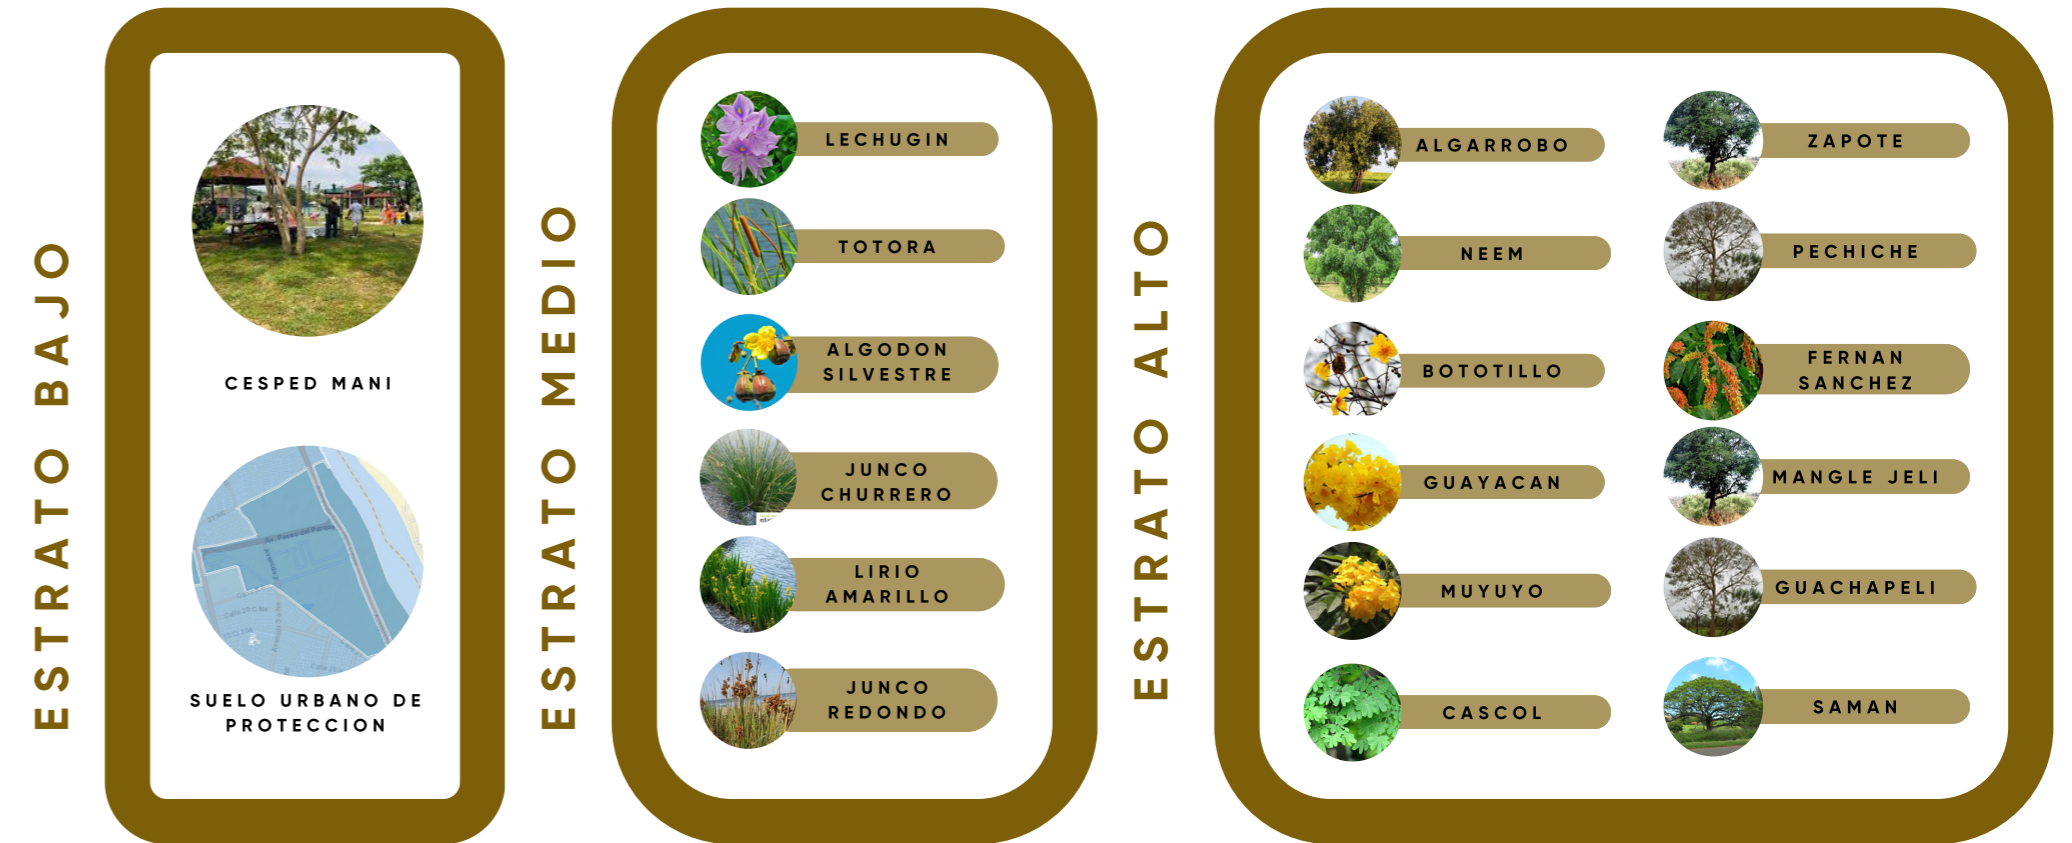 ESTRATO BAJO
CESPED MANI
SUELO URBANO DE
PROTECCION
ESTRATO MEDIO
LECHUGIN
TOTORA
ALGODON
SILVESTRE
JUNCO
CHURRERO
LIRIO
AMARILLO
JUNCO
REDONDO
ESTRATO ALTO
ALGARROBO
NEEM
BOTOTILLO
GUAYACAN
MUYUYO
CASCOL
ZAPOTE
PECHICHE
FERNAN
SANCHEZ
MANGLE JELI
GUACHAPELI
SAMAN